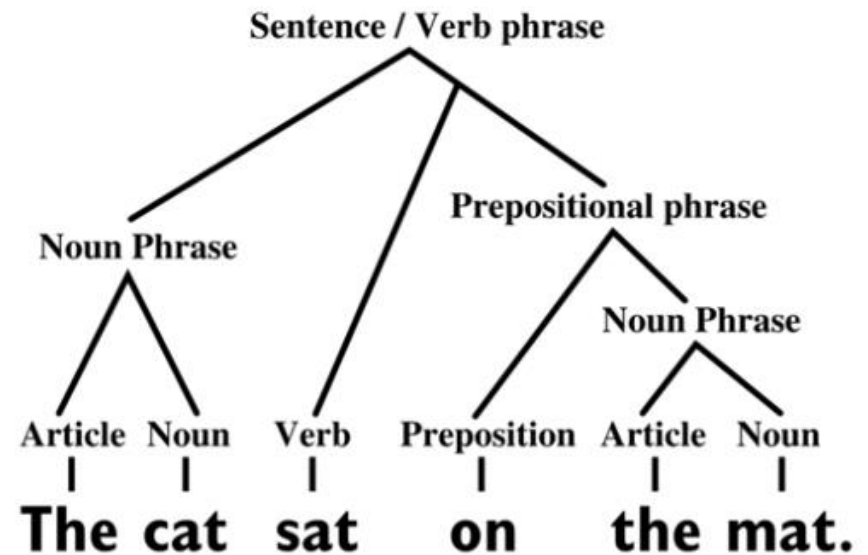 Sentence / Verb phrase
Prepositional phrase
Noun Phrase
Noun Phrase
Article Noun Verb Preposition Article Noun
The cat sat on the mat.